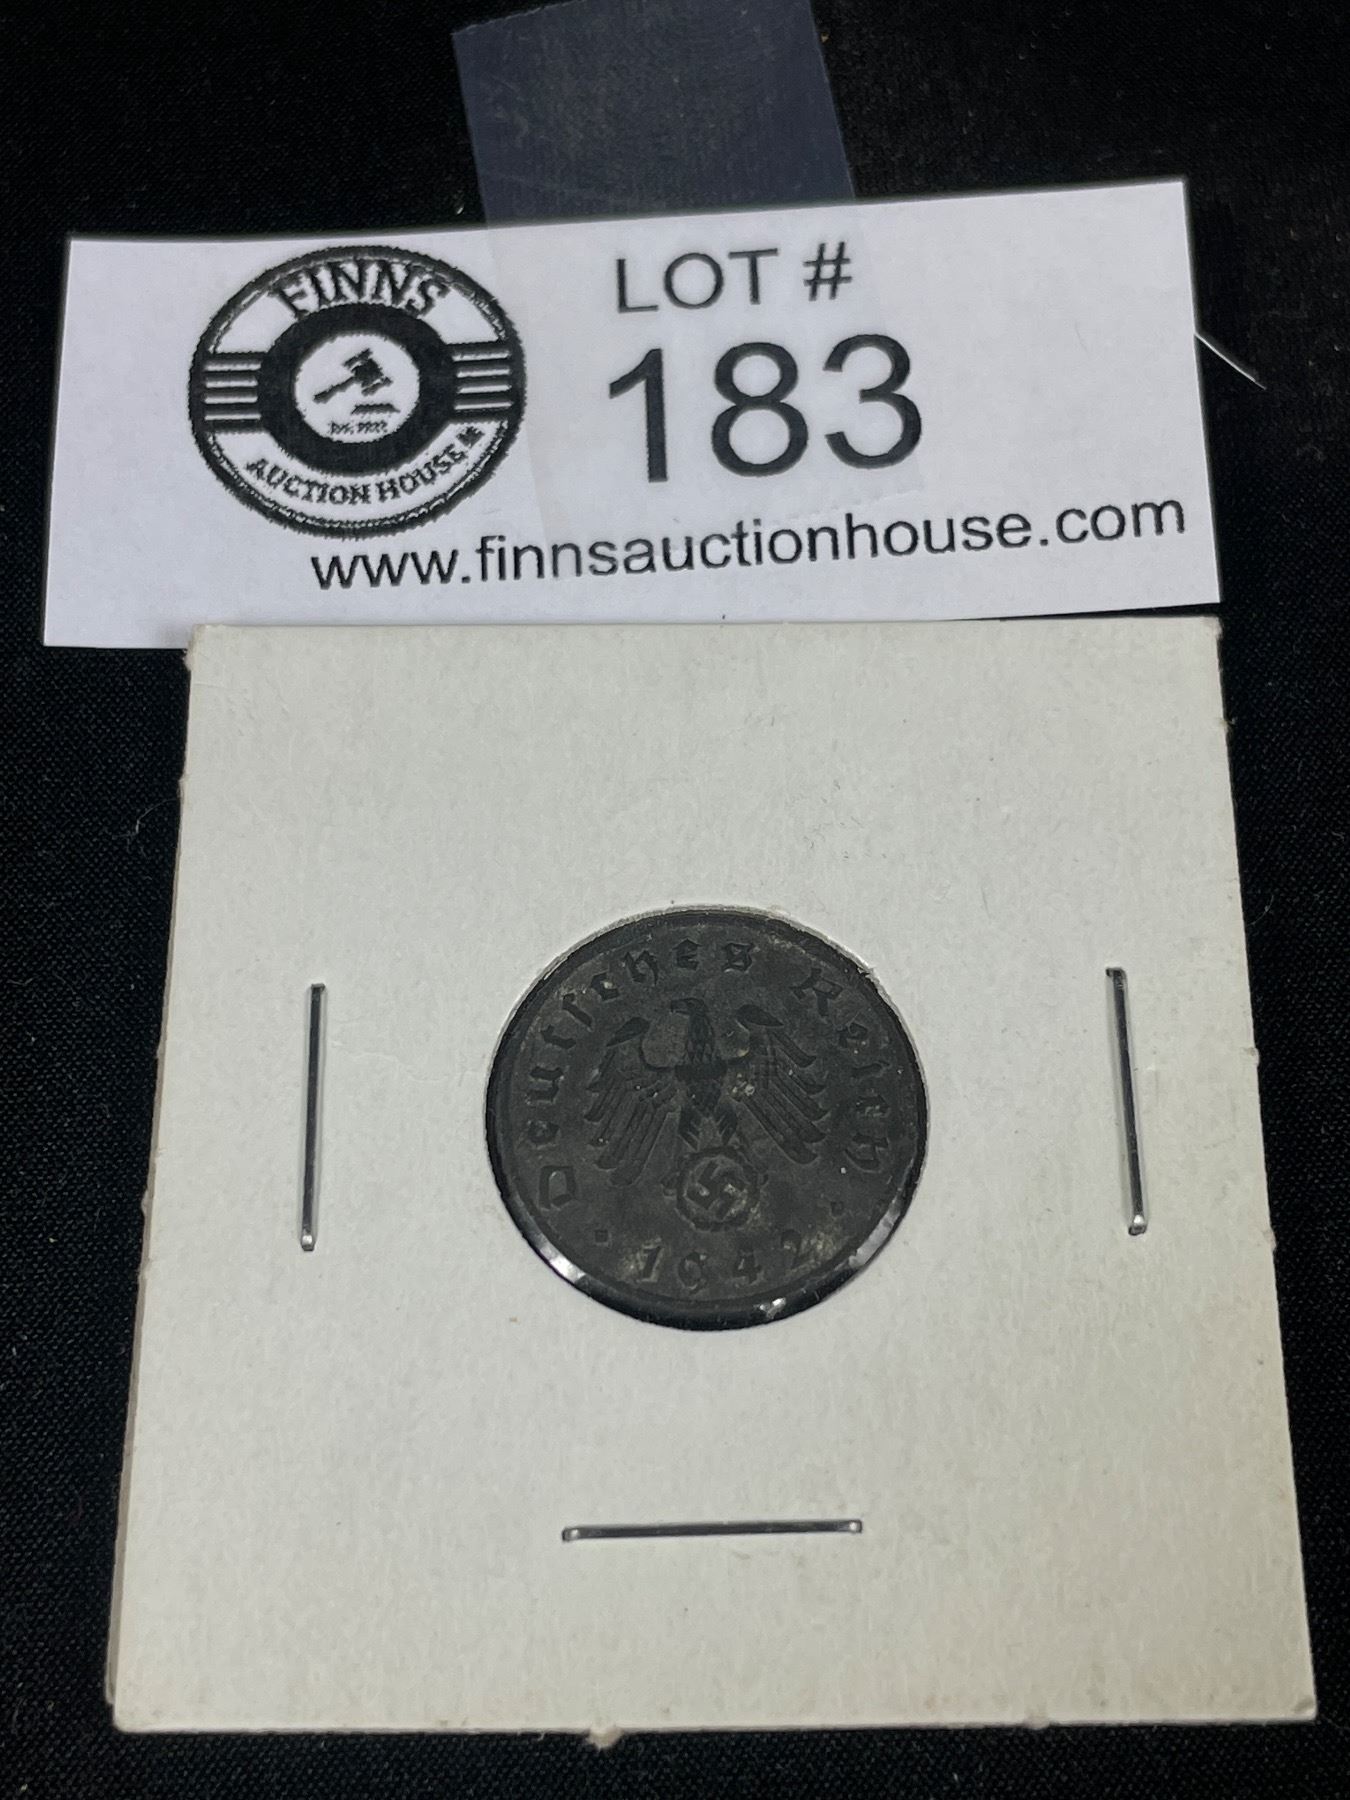 FINNS
AUCTION HOUSE
LOT #
183
www.finnsauctionhouse.com
Deutsches Reich
1942